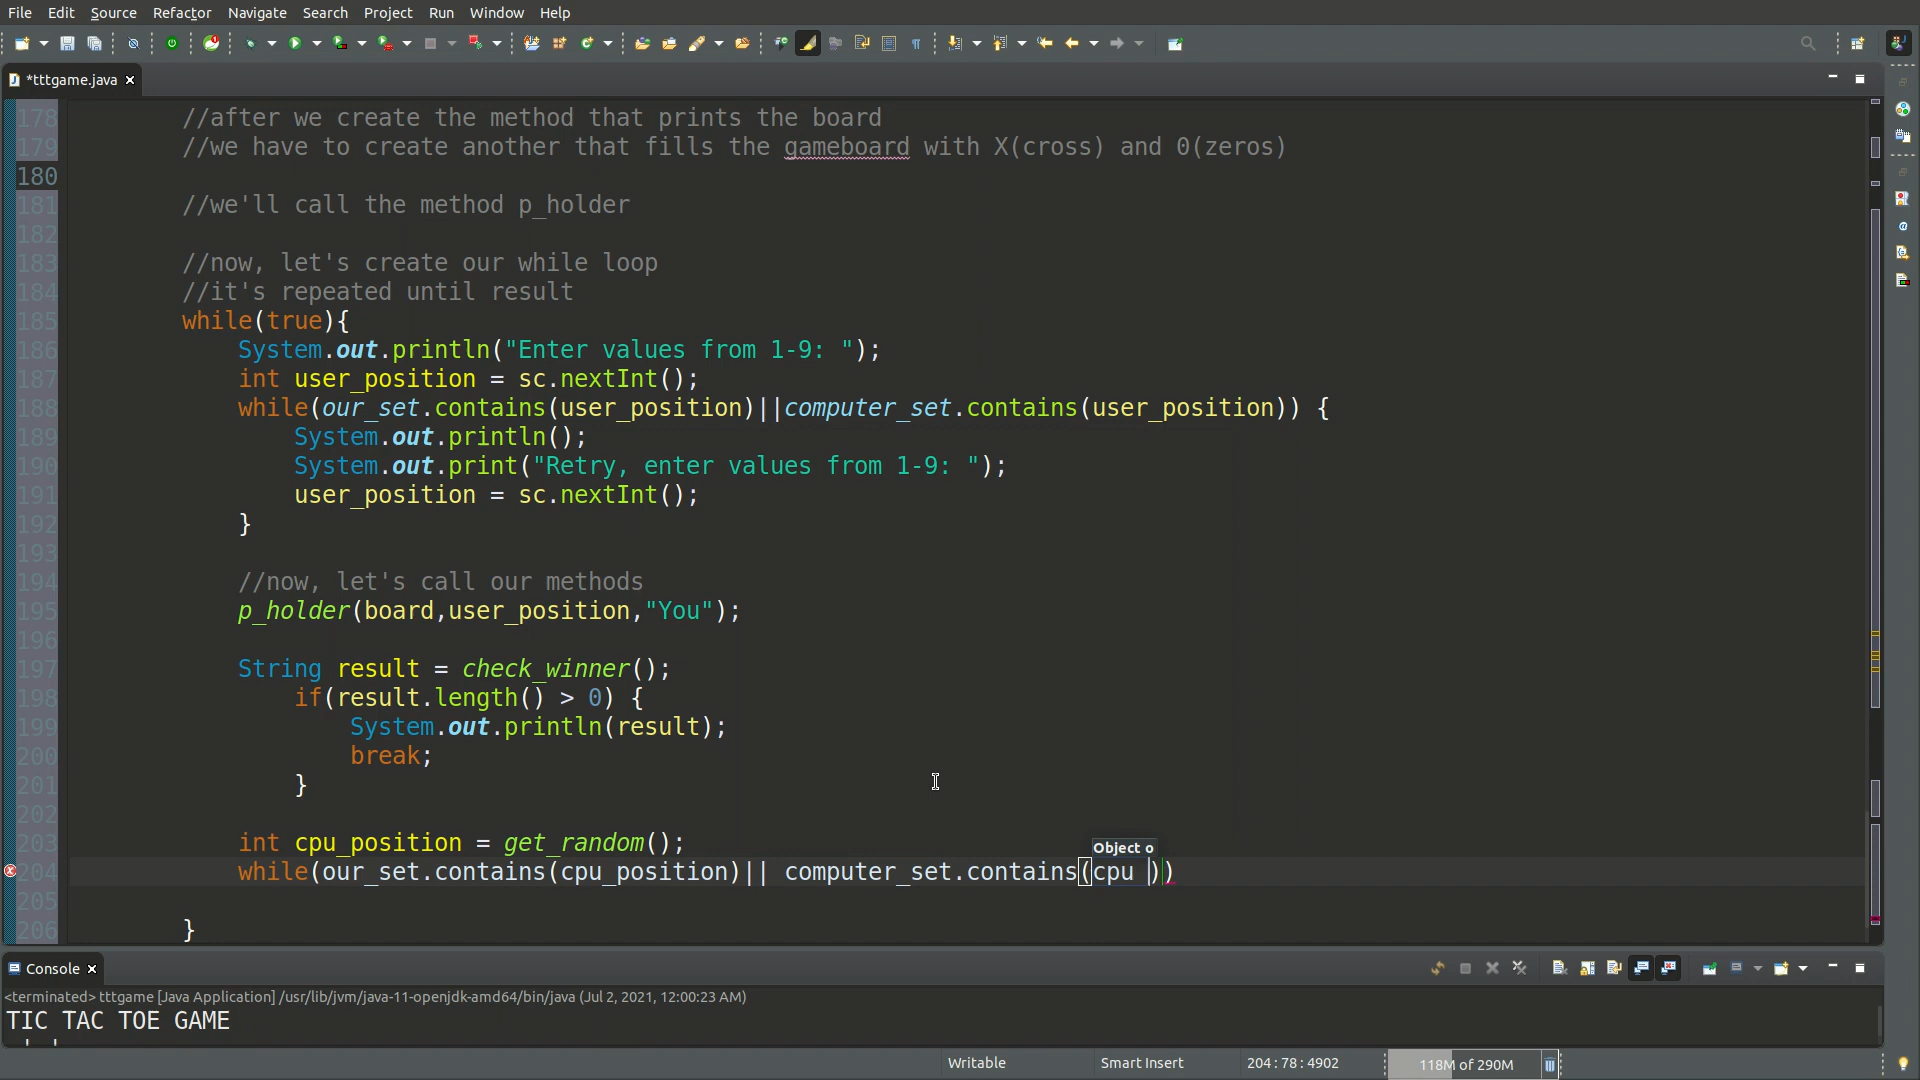 File Edit Source Refactor Navigate Search Project Run Window Help
*tttgame.java
178 //after we create the method that prints the board
179 //we have to create another that fills the gameboard with X(cross) and 0(zeros)
180
181 //we'll call the method p_holder
182
183 //now, let's create our while loop
184 //it's repeated until result
185 while(true){
186 System.out.println("Enter values from 1-9: ");
187 int user_position = sc.nextInt();
188 while(our_set.contains(user_position)||computer_set.contains(user_position)) {
189 System.out.println();
190 System.out.print("Retry, enter values from 1-9: ");
191 user_position = sc.nextInt();
192 }
193
194 //now, let's call our methods
195 p_holder(board,user_position,"You");
196
197 String result = check_winner();
198 if(result.length() > 0) {
199 System.out.println(result);
200 break;
201 }
202
203 int cpu_position = get_random();
Object o
204 while(our_set.contains(cpu_position)|| computer_set.contains(cpu ))
205
206 }
Console
<terminated> tttgame [Java Application] /usr/lib/jvm/java-11-openjdk-amd64/bin/java (Jul 2, 2021, 12:00:23 AM)
TIC TAC TOE GAME
Writable Smart Insert 204 : 78 : 4902 118M of 290M